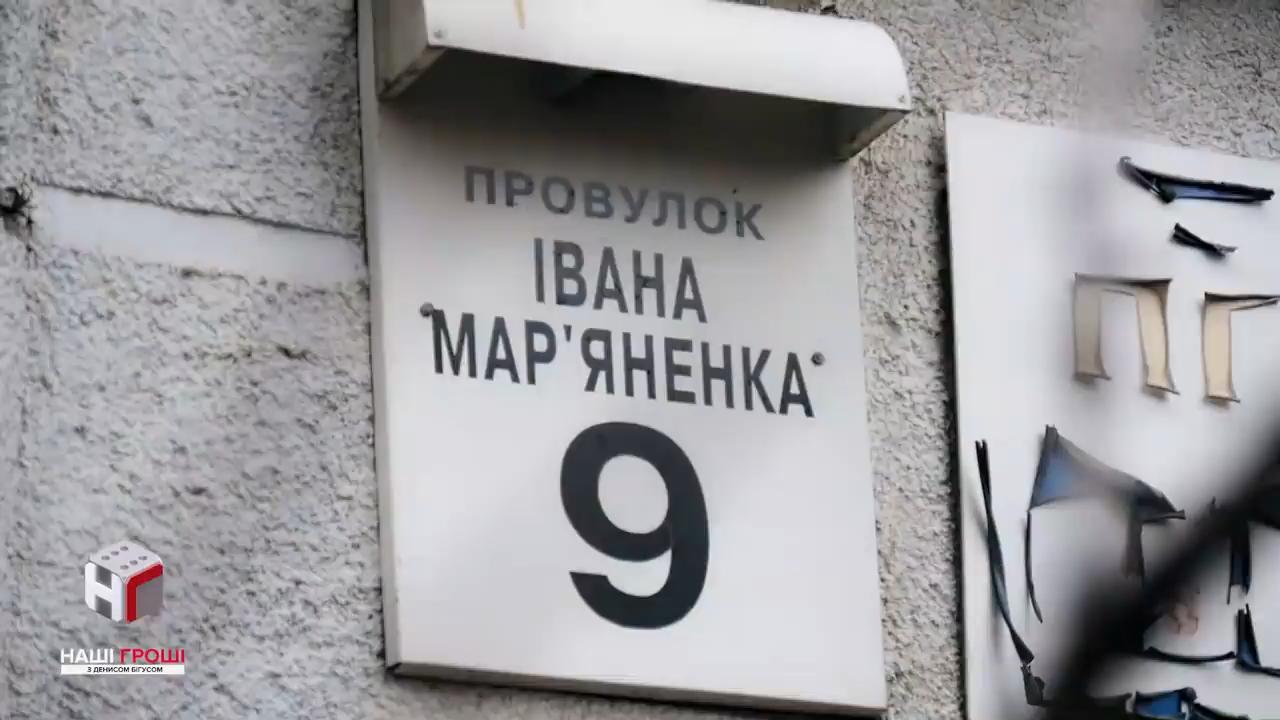 ПРОВУЛОК
ІВАНА
МАР'ЯНЕНКА
9
НАШІ ГРОШІ
З ДЕНИСОМ БІГУСОМ